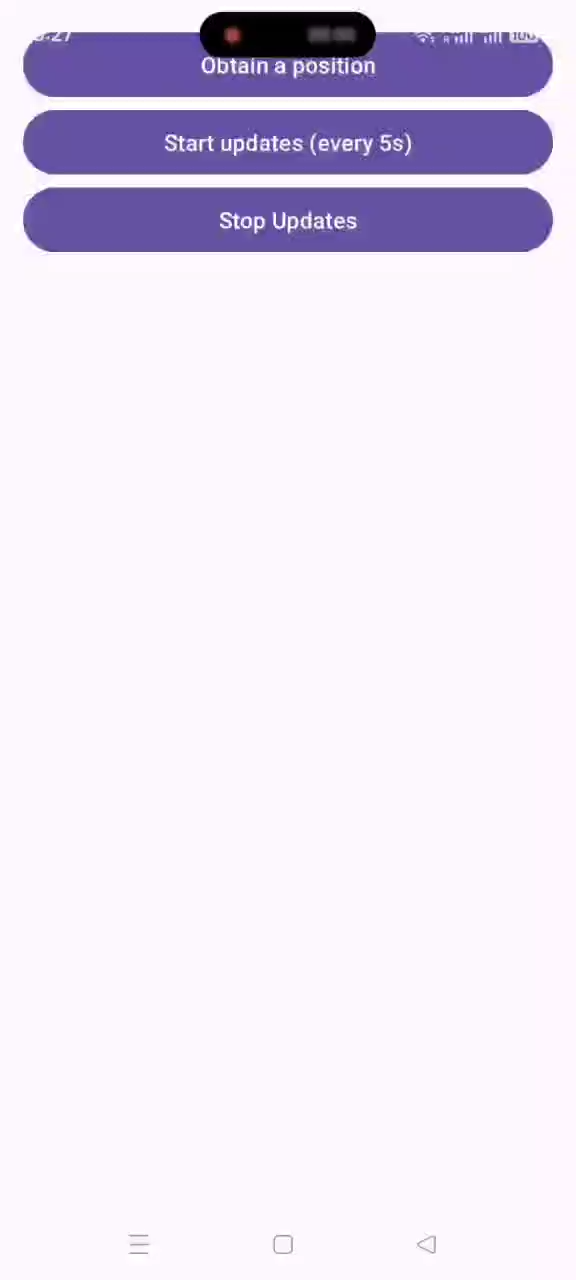 Obtain a position
Start updates (every 5s)
Stop Updates